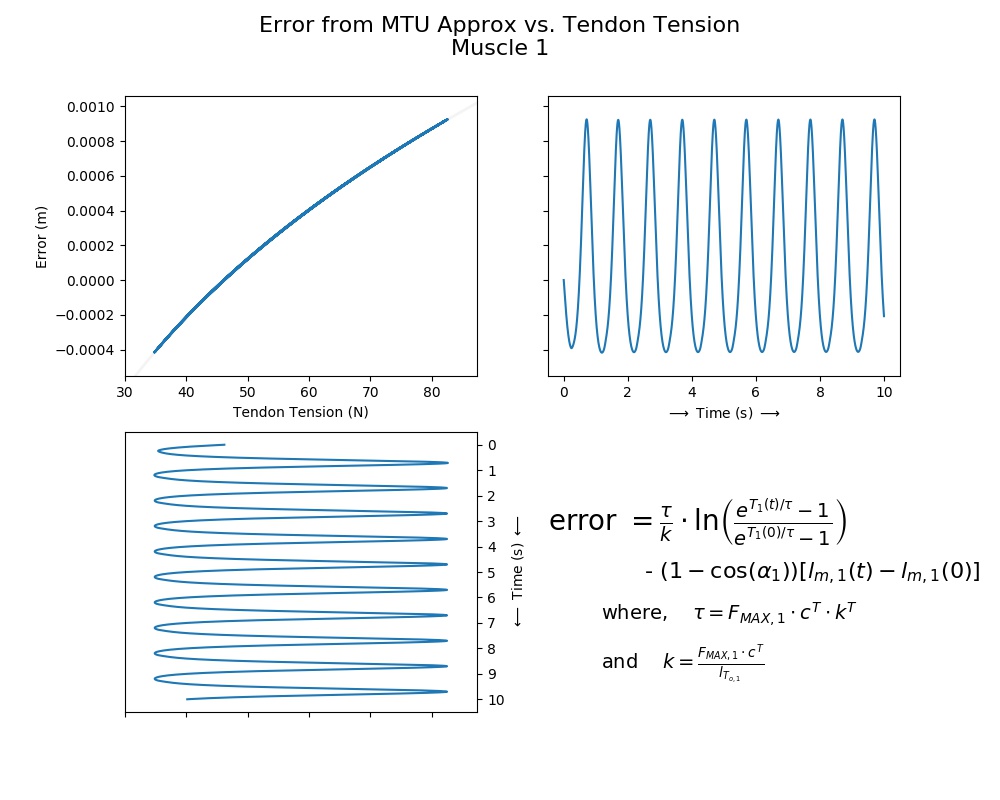 Error from MTU Approx vs. Tendon Tension
Muscle 1
0.0010
0.0008
0.0006
0.0004
0.0002
0.0000
−0.0002
−0.0004
Error (m)
30 40 50 60 70 80
Tendon Tension (N)
0 2 4 6 8 10
⟶ Time (s) ⟶
0
1
2
3
4
5
6
7
8
9
10
⟵ Time (s) ⟵
error = τ/k · ln((e^{T₁(t)/τ} − 1)/(e^{T₁(0)/τ} − 1))
- (1 − cos(α₁))[l_{m,1}(t) − l_{m,1}(0)]
where, τ = F_{MAX,1} · c^T · k^T
and k = (F_{MAX,1} · c^T)/l_{T_{o,1}}